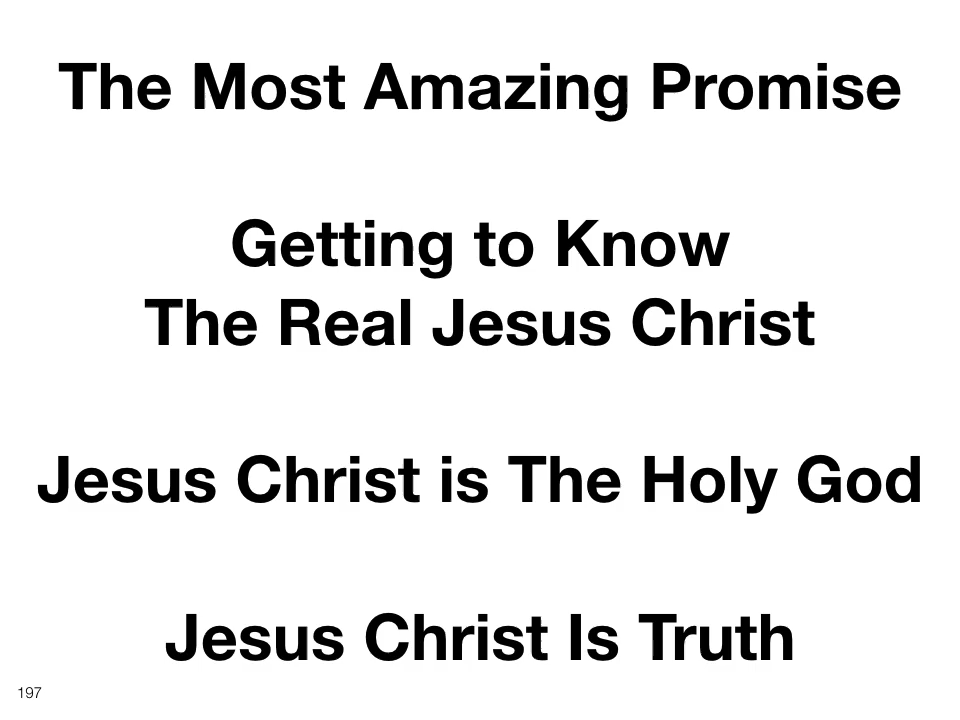 The Most Amazing Promise
Getting to Know
The Real Jesus Christ
Jesus Christ is The Holy God
Jesus Christ Is Truth
197